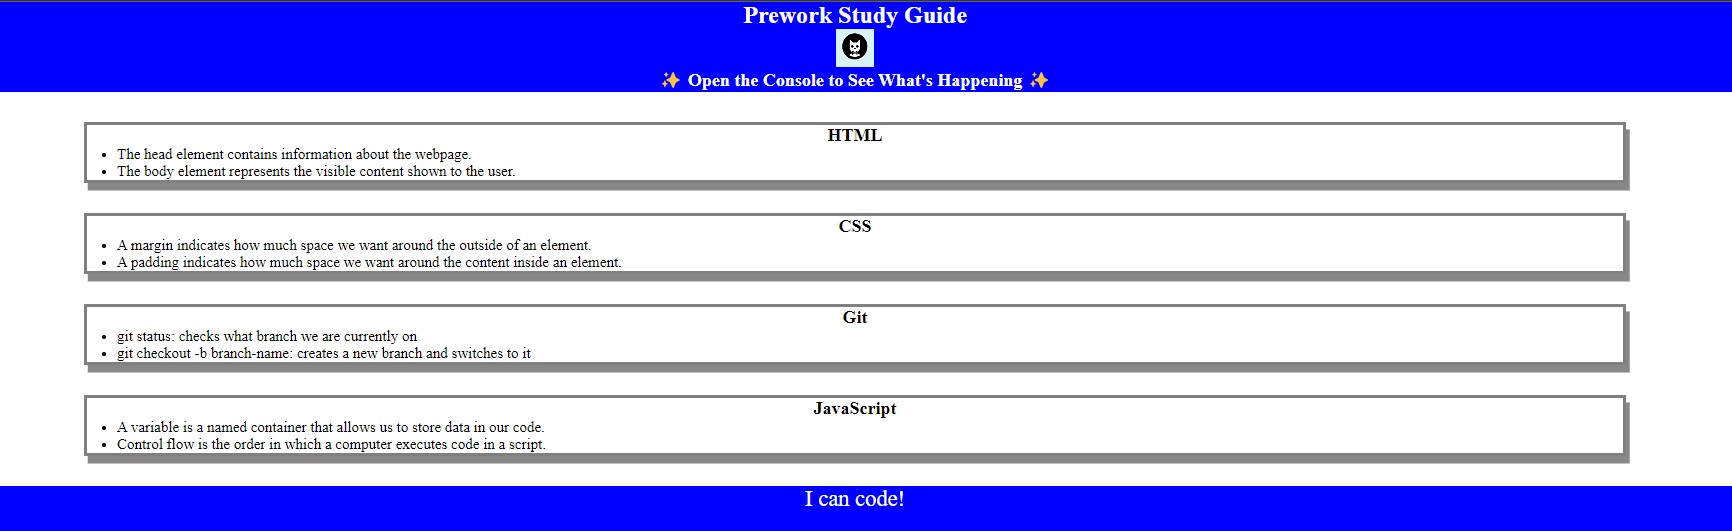 Prework Study Guide
✨ Open the Console to See What's Happening ✨
HTML
• The head element contains information about the webpage.
• The body element represents the visible content shown to the user.
CSS
• A margin indicates how much space we want around the outside of an element.
• A padding indicates how much space we want around the content inside an element.
Git
• git status: checks what branch we are currently on
• git checkout -b branch-name: creates a new branch and switches to it
JavaScript
• A variable is a named container that allows us to store data in our code.
• Control flow is the order in which a computer executes code in a script.
I can code!